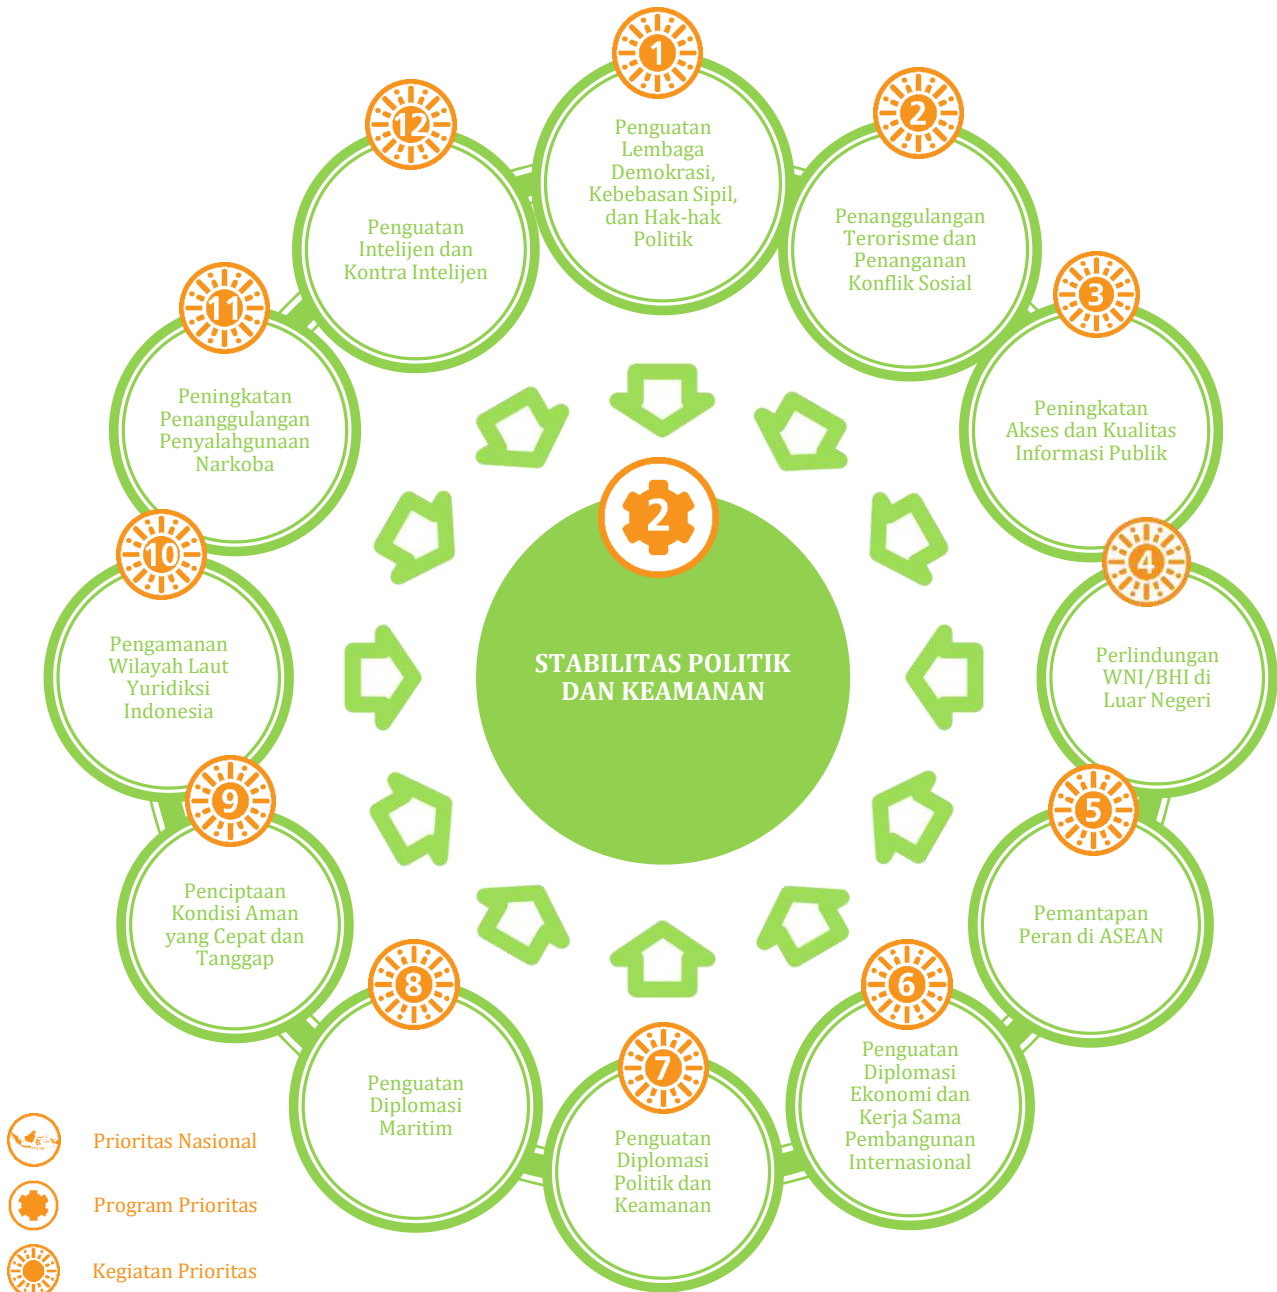 1
Penguatan
Lembaga
Demokrasi,
Kebebasan Sipil,
dan Hak-hak
Politik
2
Penanggulangan
Terorisme dan
Penanganan
Konflik Sosial
3
Peningkatan
Akses dan Kualitas
Informasi Publik
4
Perlindungan
WNI/BHI di
Luar Negeri
5
Pemantapan
Peran di ASEAN
6
Penguatan
Diplomasi
Ekonomi dan
Kerja Sama
Pembangunan
Internasional
7
Penguatan
Diplomasi
Politik dan
Keamanan
8
Penguatan
Diplomasi
Maritim
9
Penciptaan
Kondisi Aman
yang Cepat dan
Tanggap
10
Pengamanan
Wilayah Laut
Yuridiksi
Indonesia
11
Peningkatan
Penanggulangan
Penyalahgunaan
Narkoba
12
Penguatan
Intelijen dan
Kontra Intelijen
2
STABILITAS POLITIK
DAN KEAMANAN
Prioritas Nasional
Program Prioritas
Kegiatan Prioritas